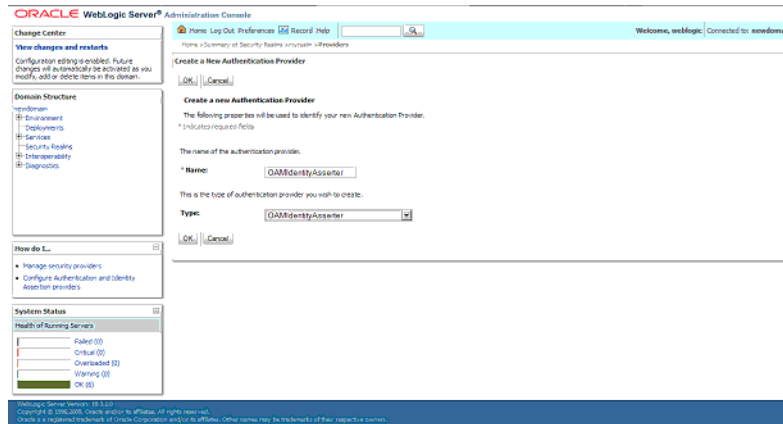 ORACLE WebLogic Server® Administration Console
Change Center
View changes and restarts
Configuration editing is enabled. Future
changes will automatically be activated as you
modify, add or delete items in this domain.
Domain Structure
newdomain
Environment
Deployments
Services
Security Realms
Interoperability
Diagnostics
How do I...
Manage security providers
Configure Authentication and Identity
Assertion providers
System Status
Health of Running Servers
Failed (0)
Critical (0)
Overloaded (0)
Warning (0)
OK (6)
Home Log Out Preferences Record Help
Welcome, weblogic Connected to: newdoma
Home >Summary of Security Realms >myrealm >Providers
Create a New Authentication Provider
OK Cancel
Create a new Authentication Provider
The following properties will be used to identify your new Authentication Provider.
* Indicates required fields
The name of the authentication provider.
* Name: OAMIdentityAsserter
This is the type of authentication provider you wish to create.
Type: OAMIdentityAsserter
OK Cancel
WebLogic Server Version: 10.3.2.0
Copyright © 1996,2009, Oracle and/or its affiliates. All rights reserved.
Oracle is a registered trademark of Oracle Corporation and/or its affiliates. Other names may be trademarks of their respective owners.